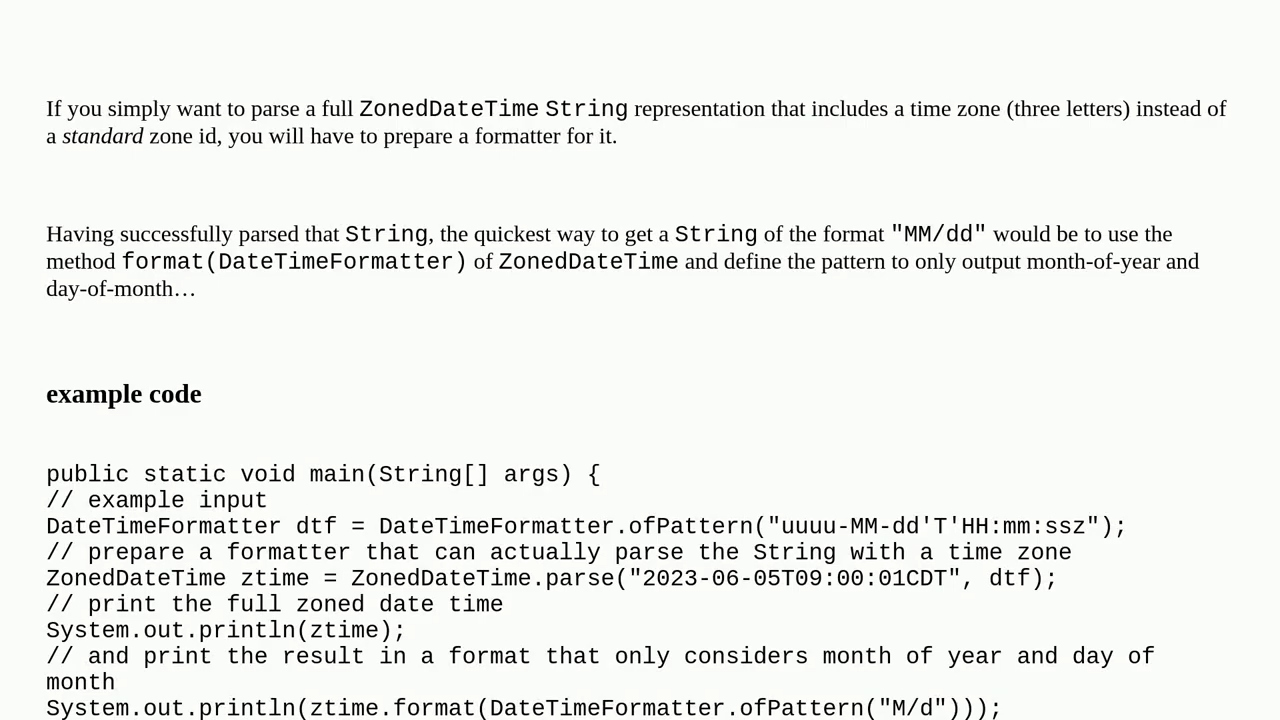 If you simply want to parse a full ZonedDateTime String representation that includes a time zone (three letters) instead of
a standard zone id, you will have to prepare a formatter for it.
Having successfully parsed that String, the quickest way to get a String of the format "MM/dd" would be to use the
method format(DateTimeFormatter) of ZonedDateTime and define the pattern to only output month-of-year and
day-of-month…
example code
public static void main(String[] args) {
// example input
DateTimeFormatter dtf = DateTimeFormatter.ofPattern("uuuu-MM-dd'T'HH:mm:ssz");
// prepare a formatter that can actually parse the String with a time zone
ZonedDateTime ztime = ZonedDateTime.parse("2023-06-05T09:00:01CDT", dtf);
// print the full zoned date time
System.out.println(ztime);
// and print the result in a format that only considers month of year and day of
month
System.out.println(ztime.format(DateTimeFormatter.ofPattern("M/d")));